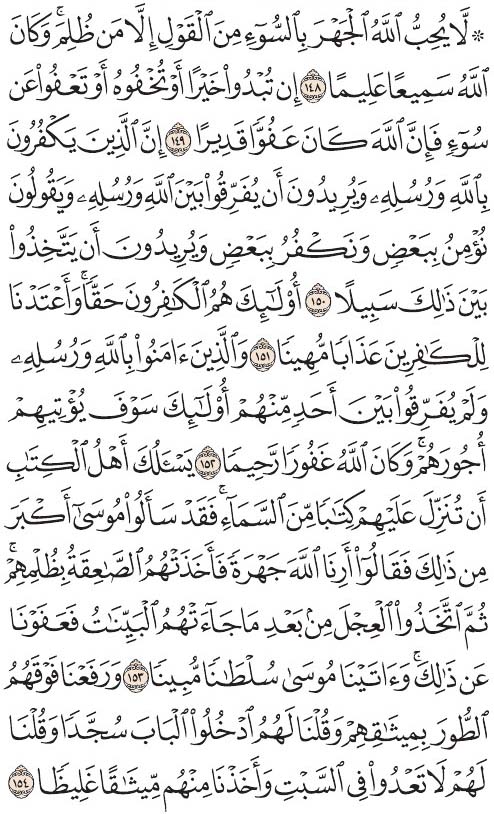 ۞ لَّا يُحِبُّ ٱللَّهُ ٱلْجَهْرَ بِٱلسُّوٓءِ مِنَ ٱلْقَوْلِ إِلَّا مَن ظُلِمَۚ وَكَانَ
ٱللَّهُ سَمِيعًا عَلِيمًا ١٤٨ إِن تُبْدُوا۟ خَيْرًا أَوْ تُخْفُوهُ أَوْ تَعْفُوا۟ عَن
سُوٓءٍ فَإِنَّ ٱللَّهَ كَانَ عَفُوًّا قَدِيرًا ١٤٩ إِنَّ ٱلَّذِينَ يَكْفُرُونَ
بِٱللَّهِ وَرُسُلِهِۦ وَيُرِيدُونَ أَن يُفَرِّقُوا۟ بَيْنَ ٱللَّهِ وَرُسُلِهِۦ وَيَقُولُونَ
نُؤْمِنُ بِبَعْضٍ وَنَكْفُرُ بِبَعْضٍ وَيُرِيدُونَ أَن يَتَّخِذُوا۟
بَيْنَ ذَٰلِكَ سَبِيلًا ١٥٠ أُو۟لَٰٓئِكَ هُمُ ٱلْكَٰفِرُونَ حَقًّاۚ وَأَعْتَدْنَا
لِلْكَٰفِرِينَ عَذَابًا مُّهِينًا ١٥١ وَٱلَّذِينَ ءَامَنُوا۟ بِٱللَّهِ وَرُسُلِهِۦ
وَلَمْ يُفَرِّقُوا۟ بَيْنَ أَحَدٍ مِّنْهُمْ أُو۟لَٰٓئِكَ سَوْفَ يُؤْتِيهِمْ
أُجُورَهُمْۚ وَكَانَ ٱللَّهُ غَفُورًا رَّحِيمًا ١٥٢ يَسْـَٔلُكَ أَهْلُ ٱلْكِتَٰبِ
أَن تُنَزِّلَ عَلَيْهِمْ كِتَٰبًا مِّنَ ٱلسَّمَآءِۚ فَقَدْ سَأَلُوا۟ مُوسَىٰٓ أَكْبَرَ
مِن ذَٰلِكَ فَقَالُوٓا۟ أَرِنَا ٱللَّهَ جَهْرَةً فَأَخَذَتْهُمُ ٱلصَّٰعِقَةُ بِظُلْمِهِمْۚ
ثُمَّ ٱتَّخَذُوا۟ ٱلْعِجْلَ مِنۢ بَعْدِ مَا جَآءَتْهُمُ ٱلْبَيِّنَٰتُ فَعَفَوْنَا
عَن ذَٰلِكَۚ وَءَاتَيْنَا مُوسَىٰ سُلْطَٰنًا مُّبِينًا ١٥٣ وَرَفَعْنَا فَوْقَهُمُ
ٱلطُّورَ بِمِيثَٰقِهِمْ وَقُلْنَا لَهُمُ ٱدْخُلُوا۟ ٱلْبَابَ سُجَّدًا وَقُلْنَا
لَهُمْ لَا تَعْدُوا۟ فِى ٱلسَّبْتِ وَأَخَذْنَا مِنْهُم مِّيثَٰقًا غَلِيظًا ١٥٤